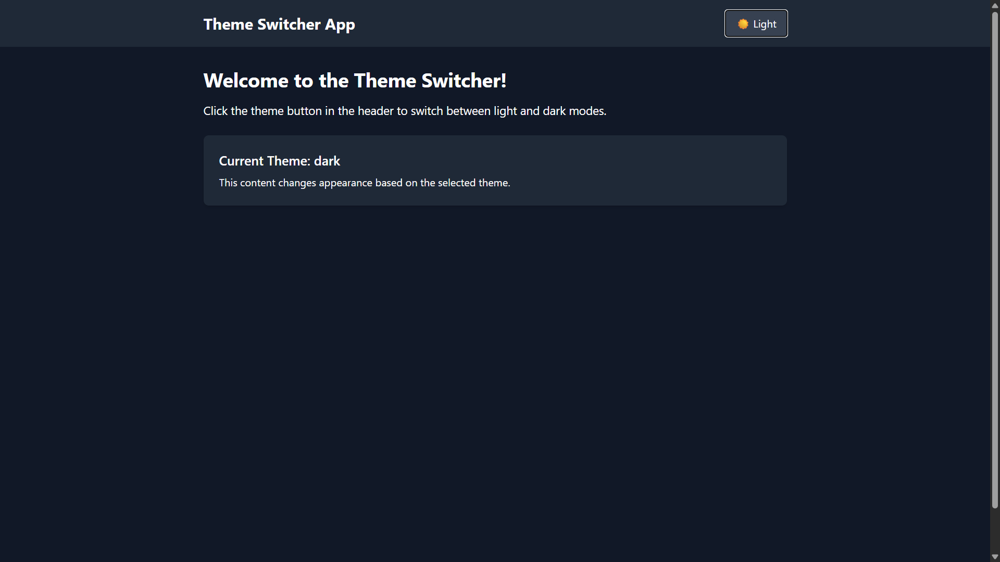 Theme Switcher App
Light
Welcome to the Theme Switcher!
Click the theme button in the header to switch between light and dark modes.
Current Theme: dark
This content changes appearance based on the selected theme.